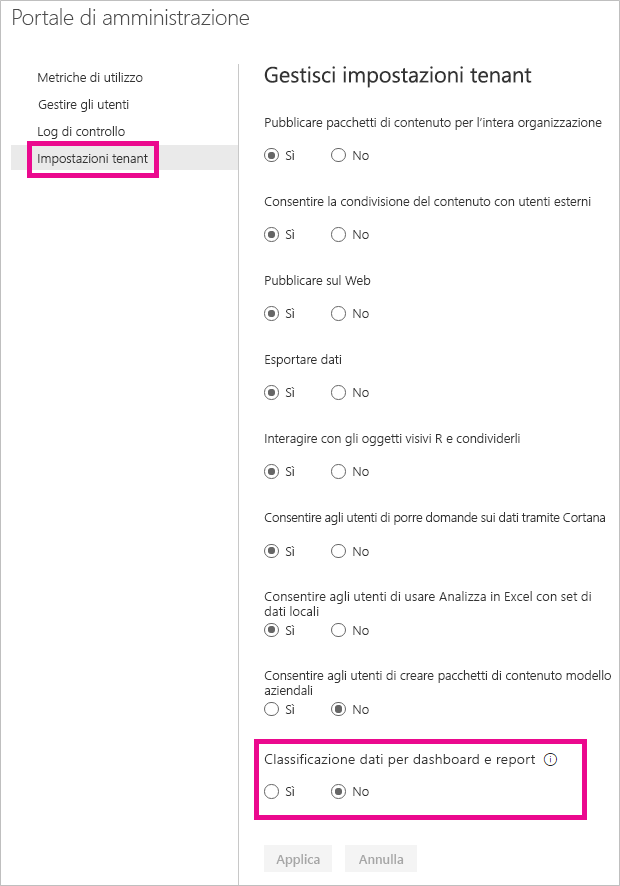 Portale di amministrazione
Metriche di utilizzo
Gestire gli utenti
Log di controllo
Impostazioni tenant
Gestisci impostazioni tenant
Pubblicare pacchetti di contenuto per l'intera organizzazione
Sì No
Consentire la condivisione del contenuto con utenti esterni
Sì No
Pubblicare sul Web
Sì No
Esportare dati
Sì No
Interagire con gli oggetti visivi R e condividerli
Sì No
Consentire agli utenti di porre domande sui dati tramite Cortana
Sì No
Consentire agli utenti di usare Analizza in Excel con set di
dati locali
Sì No
Consentire agli utenti di creare pacchetti di contenuto modello
aziendali
Sì No
Classificazione dati per dashboard e report
Sì No
Applica Annulla